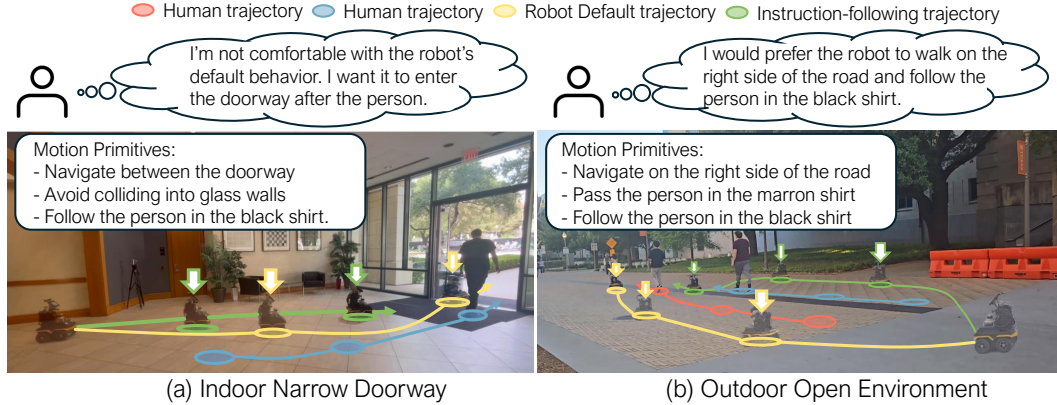 Human trajectory Human trajectory Robot Default trajectory Instruction-following trajectory
I'm not comfortable with the robot's
default behavior. I want it to enter
the doorway after the person.
I would prefer the robot to walk on the
right side of the road and follow the
person in the black shirt.
Motion Primitives:
- Navigate between the doorway
- Avoid colliding into glass walls
- Follow the person in the black shirt.
Motion Primitives:
- Navigate on the right side of the road
- Pass the person in the marron shirt
- Follow the person in the black shirt
(a) Indoor Narrow Doorway
(b) Outdoor Open Environment